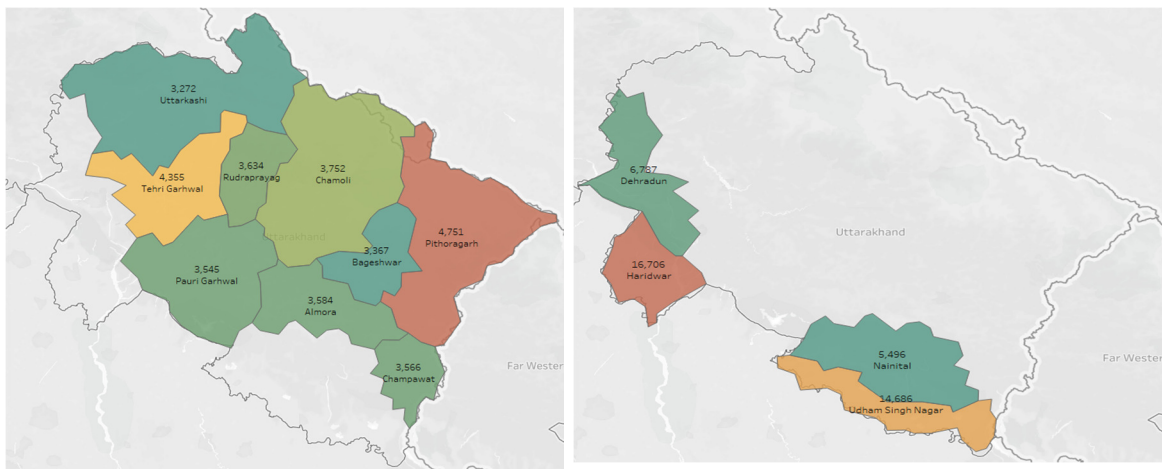 3,272
Uttarkashi
4,355
Tehri Garhwal
3,634
Rudraprayag
3,752
Chamoli
4,751
Pithoragarh
3,367
Bageshwar
3,545
Pauri Garhwal
3,584
Almora
3,566
Champawat
Far Wester
6,737
Dehradun
Uttarakhand
16,706
Haridwar
5,496
Nainital
14,686
Udham Singh Nagar
Far Wester